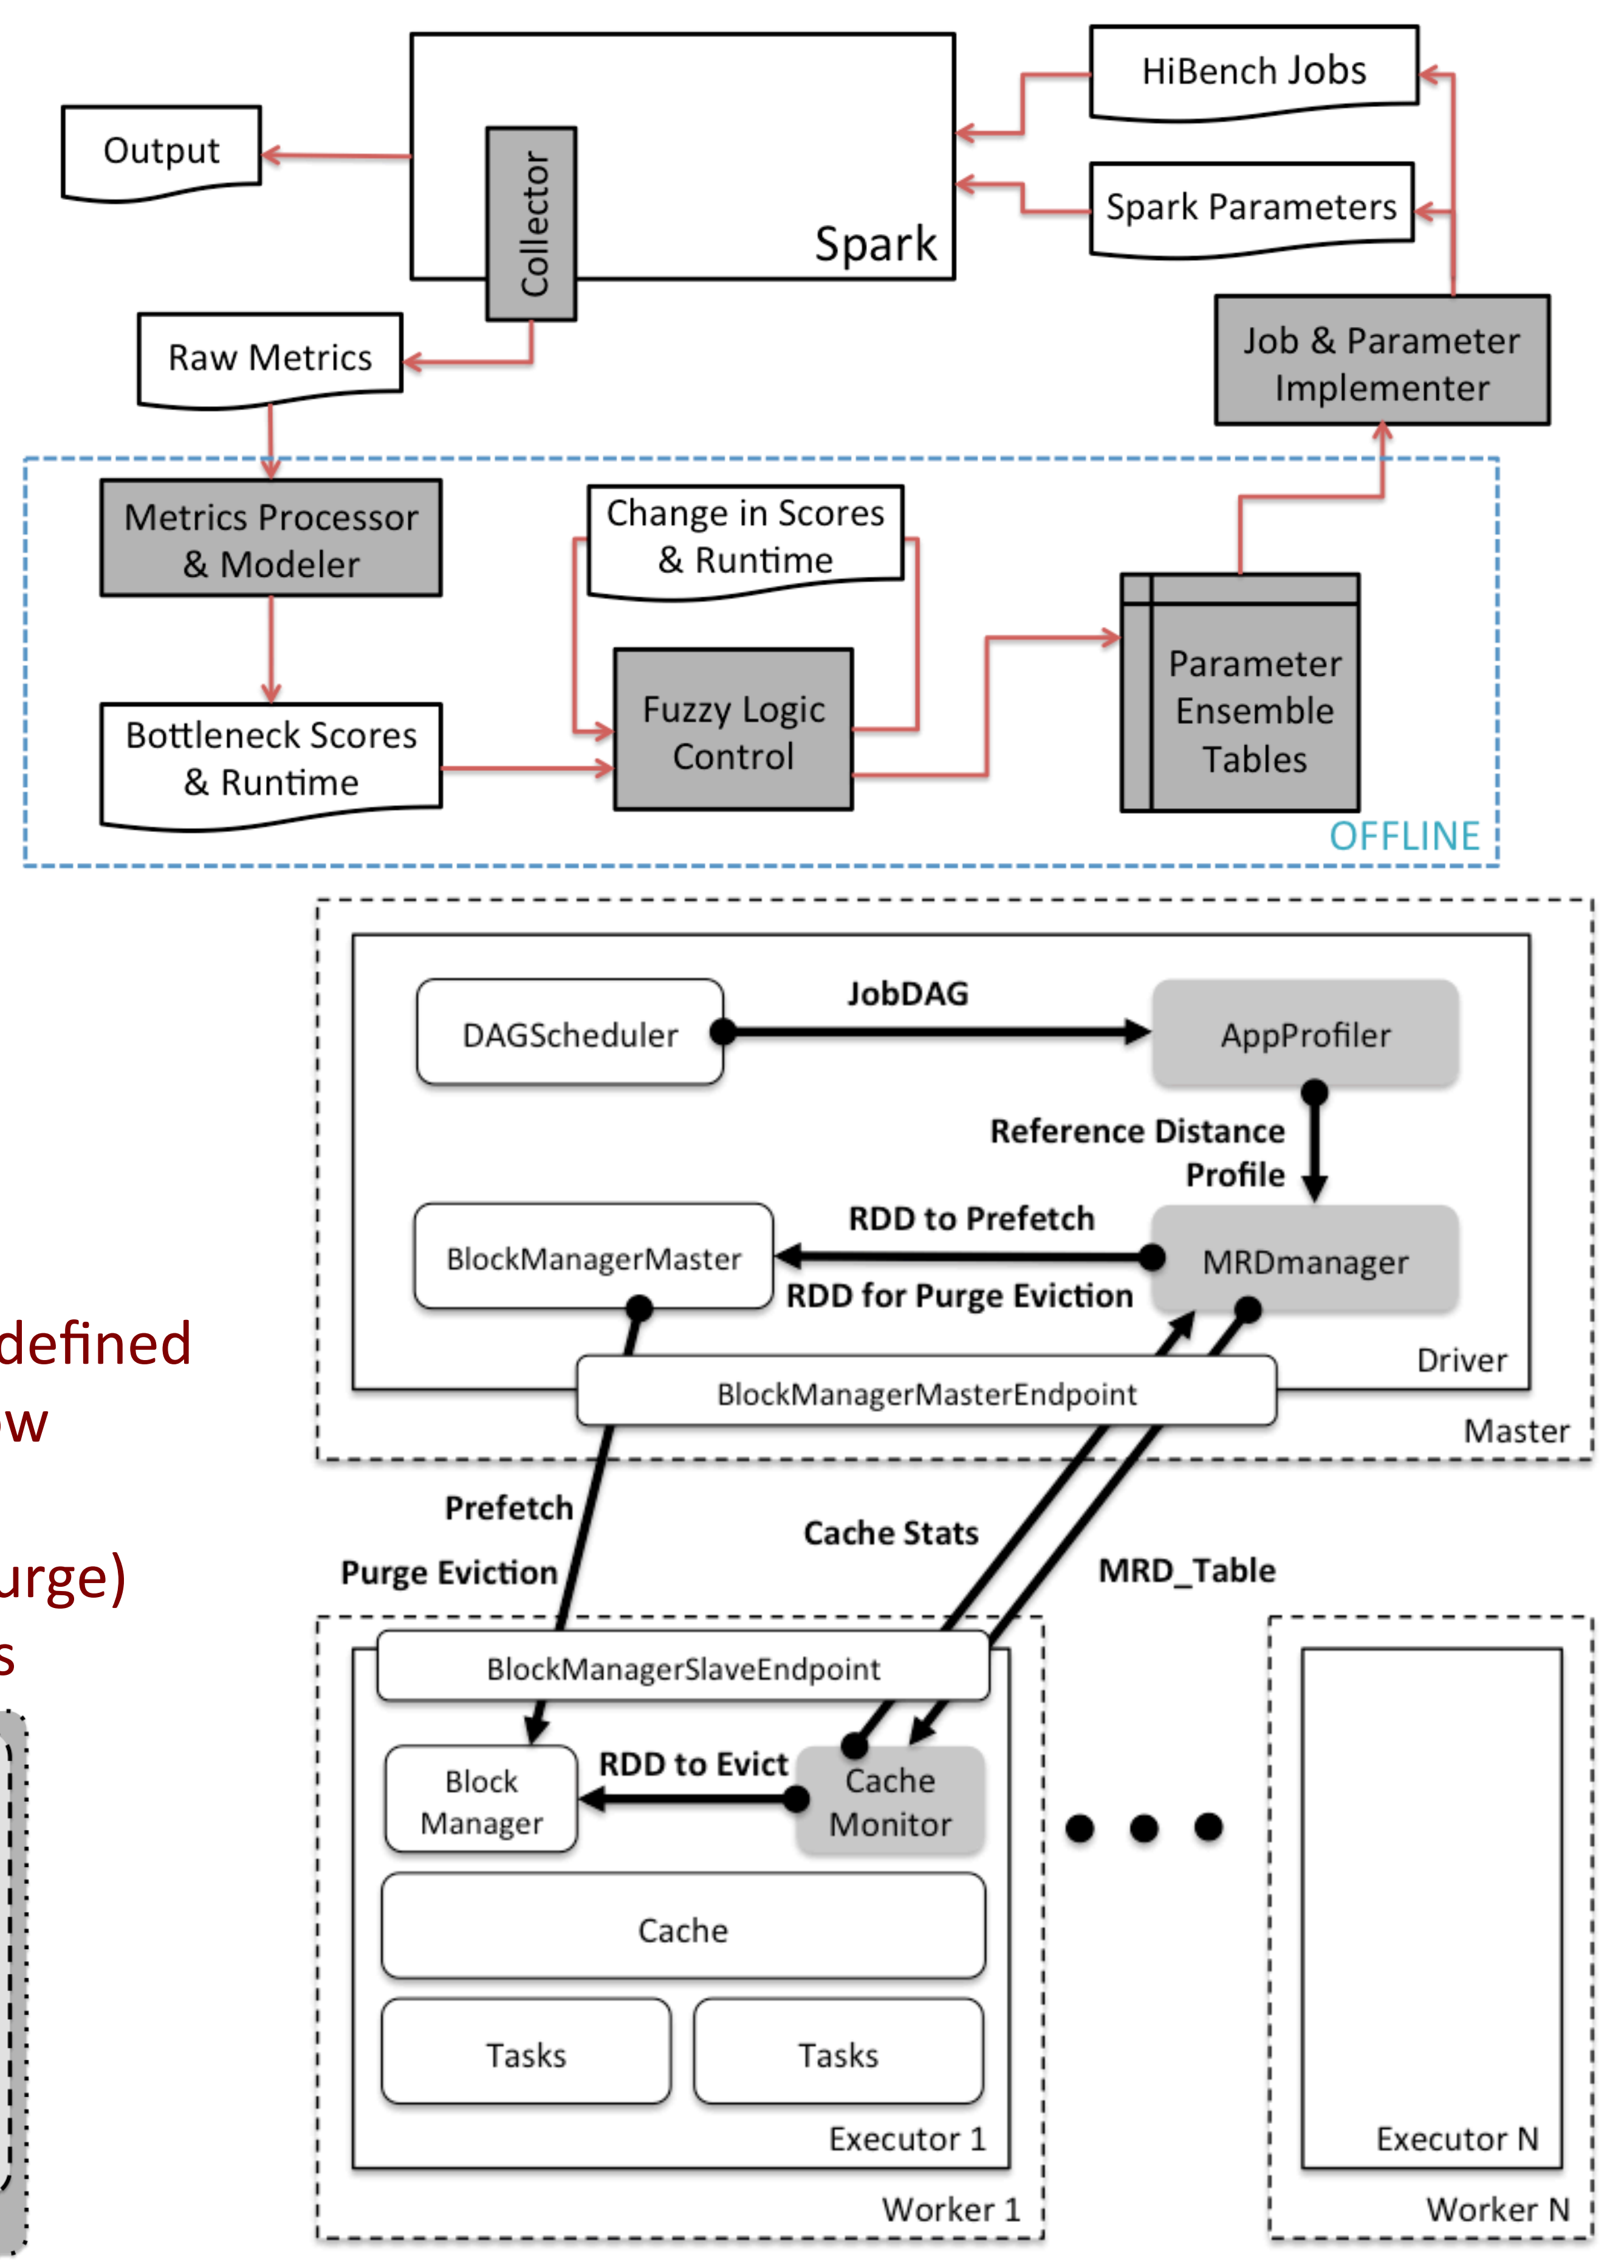 HiBench Jobs
Output
Collector
Spark Parameters
Spark
Raw Metrics
Job & Parameter
Implementer
Metrics Processor
& Modeler
Change in Scores
& Runtime
Bottleneck Scores
& Runtime
Fuzzy Logic
Control
Parameter
Ensemble
Tables
OFFLINE
DAGScheduler
JobDAG
AppProfiler
Reference Distance
Profile
BlockManagerMaster
RDD to Prefetch
RDD for Purge Eviction
MRDmanager
Driver
BlockManagerMasterEndpoint
Master
defined
urge)
Prefetch
Purge Eviction
Cache Stats
MRD_Table
BlockManagerSlaveEndpoint
Block
Manager
RDD to Evict
Cache
Monitor
Cache
Tasks
Tasks
Executor 1
Worker 1
Executor N
Worker N